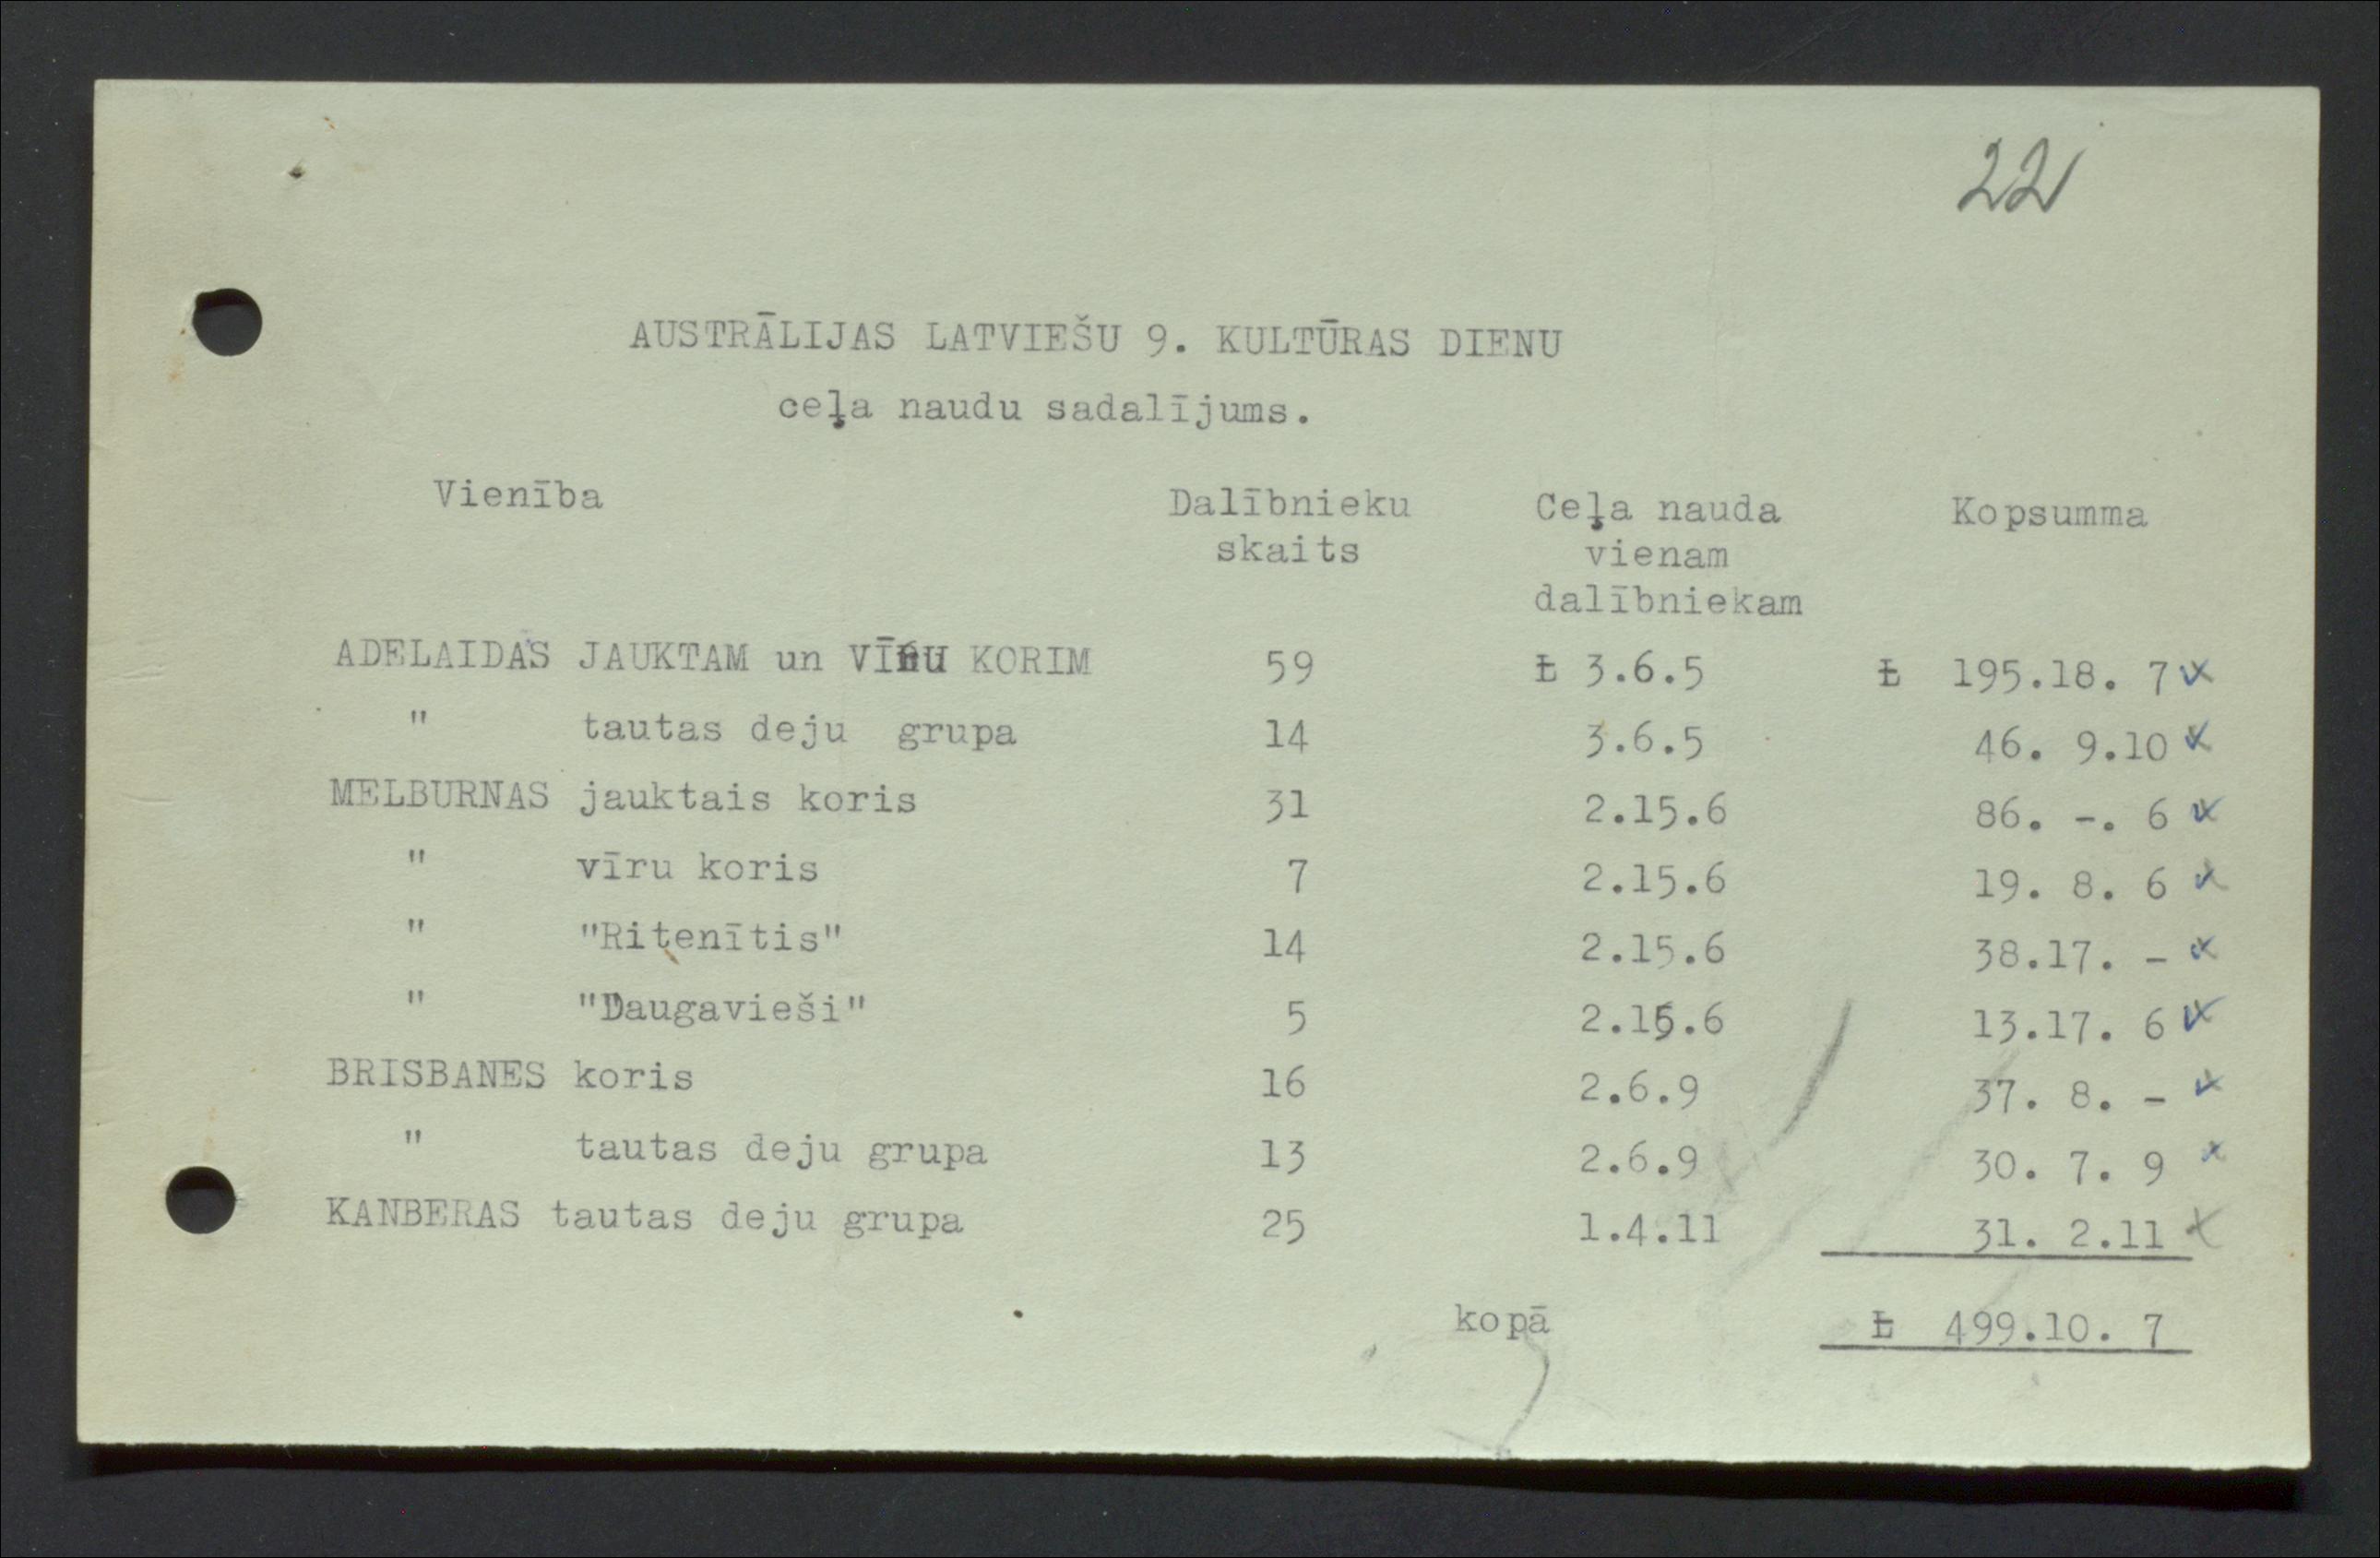 22
AUSTRĀLIJAS LATVIEŠU 9. KULTŪRAS DIENU
ceļa naudu sadalījums.
Vienība Dalībnieku skaits Ceļa nauda vienam dalībniekam Kopsumma
ADELAIDAS JAUKTAM un VĪRU KORIM 59 Ł 3.6.5 Ł 195.18. 7
" tautas deju grupa 14 3.6.5 46. 9.10
MELBURNAS jauktais koris 31 2.15.6 86. -. 6
" vīru koris 7 2.15.6 19. 8. 6
" "Ritenītis" 14 2.15.6 38.17. -
" "Daugavieši" 5 2.15.6 13.17. 6
BRISBANES koris 16 2.6.9 37. 8. -
" tautas deju grupa 13 2.6.9 30. 7. 9
KANBERAS tautas deju grupa 25 1.4.11 31. 2.11
kopā Ł 499.10. 7